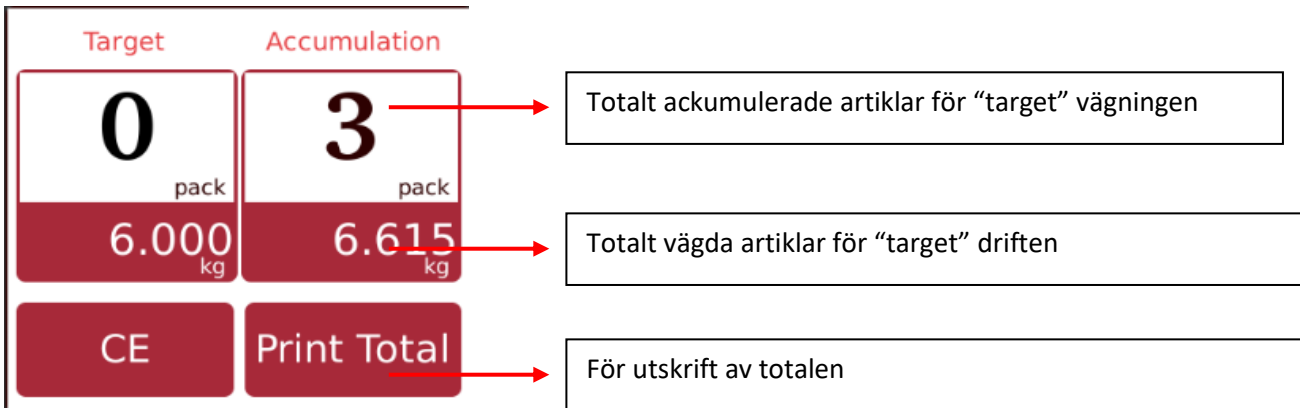 Target Accumulation
0 3 Totalt ackumulerade artiklar för “target” vägningen
pack pack
6.000 6.615 Totalt vägda artiklar för “target” driften
kg kg
CE Print Total För utskrift av totalen